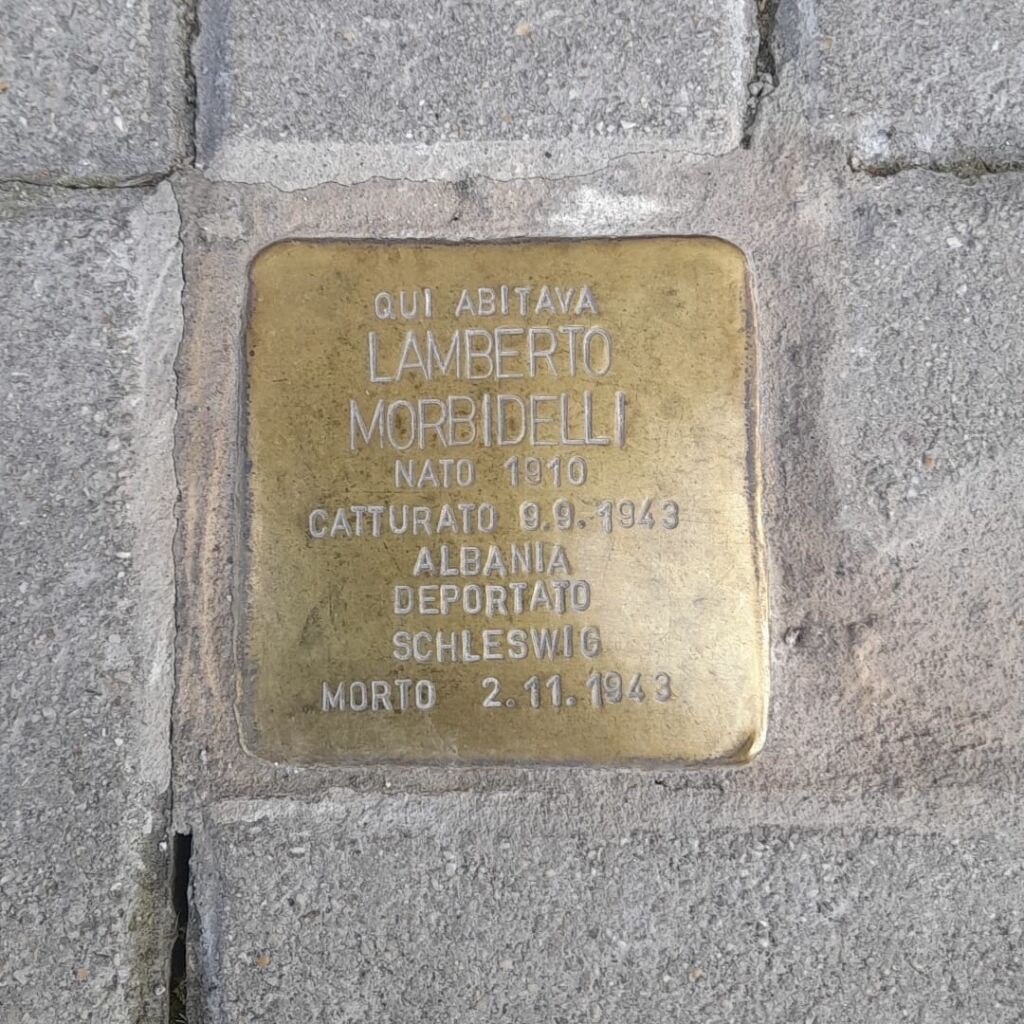 QUI ABITAVA
LAMBERTO
MORBIDELLI
NATO 1910
CATTURATO 9.9.1943
ALBANIA
DEPORTATO
SCHLESWIG
MORTO 2.11.1943